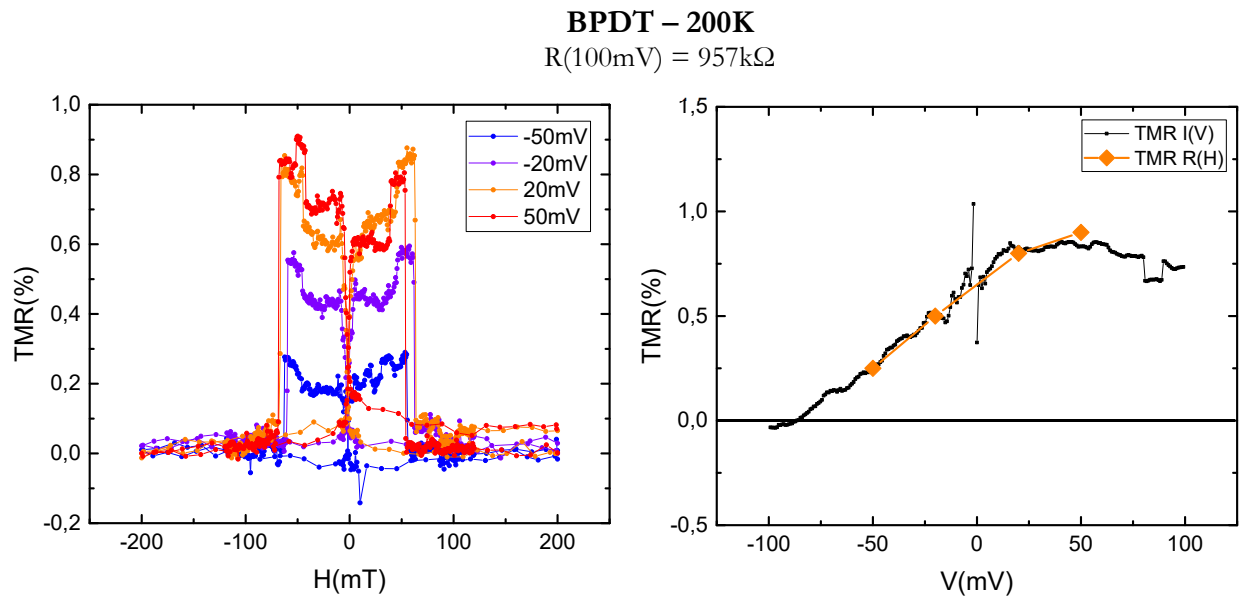 BPDT – 200K
R(100mV) = 957kΩ
1,0
0,8
0,6
0,4
0,2
0,0
-0,2
TMR(%)
-200
-100
0
100
200
H(mT)
-50mV
-20mV
20mV
50mV
1,5
1,0
0,5
0,0
-0,5
TMR(%)
-100
-50
0
50
100
V(mV)
TMR I(V)
TMR R(H)